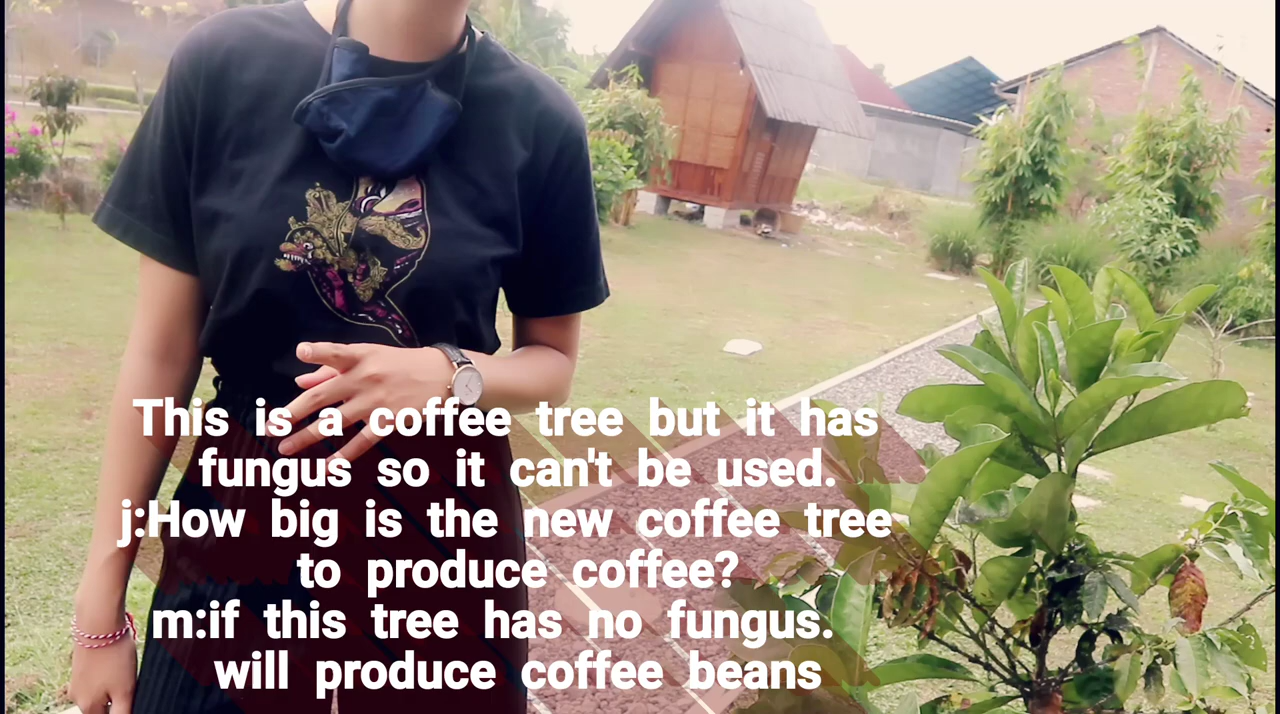 This is a coffee tree but it has
fungus so it can't be used.
j:How big is the new coffee tree
to produce coffee?
m:if this tree has no fungus.
will produce coffee beans